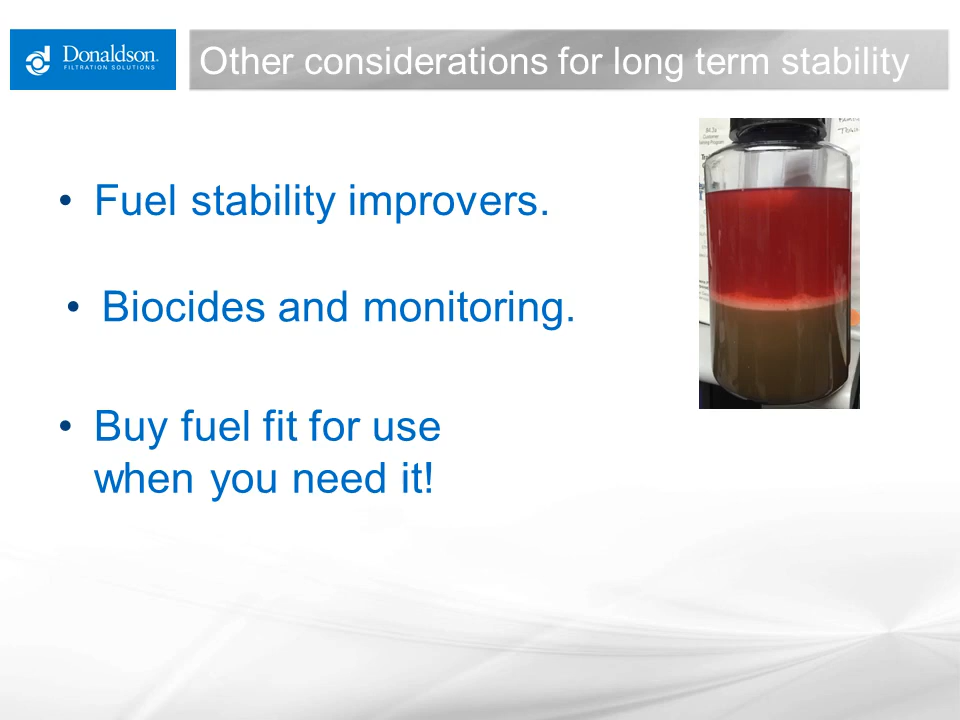 Donaldson.
FILTRATION SOLUTIONS
Other considerations for long term stability
• Fuel stability improvers.
• Biocides and monitoring.
• Buy fuel fit for use
when you need it!